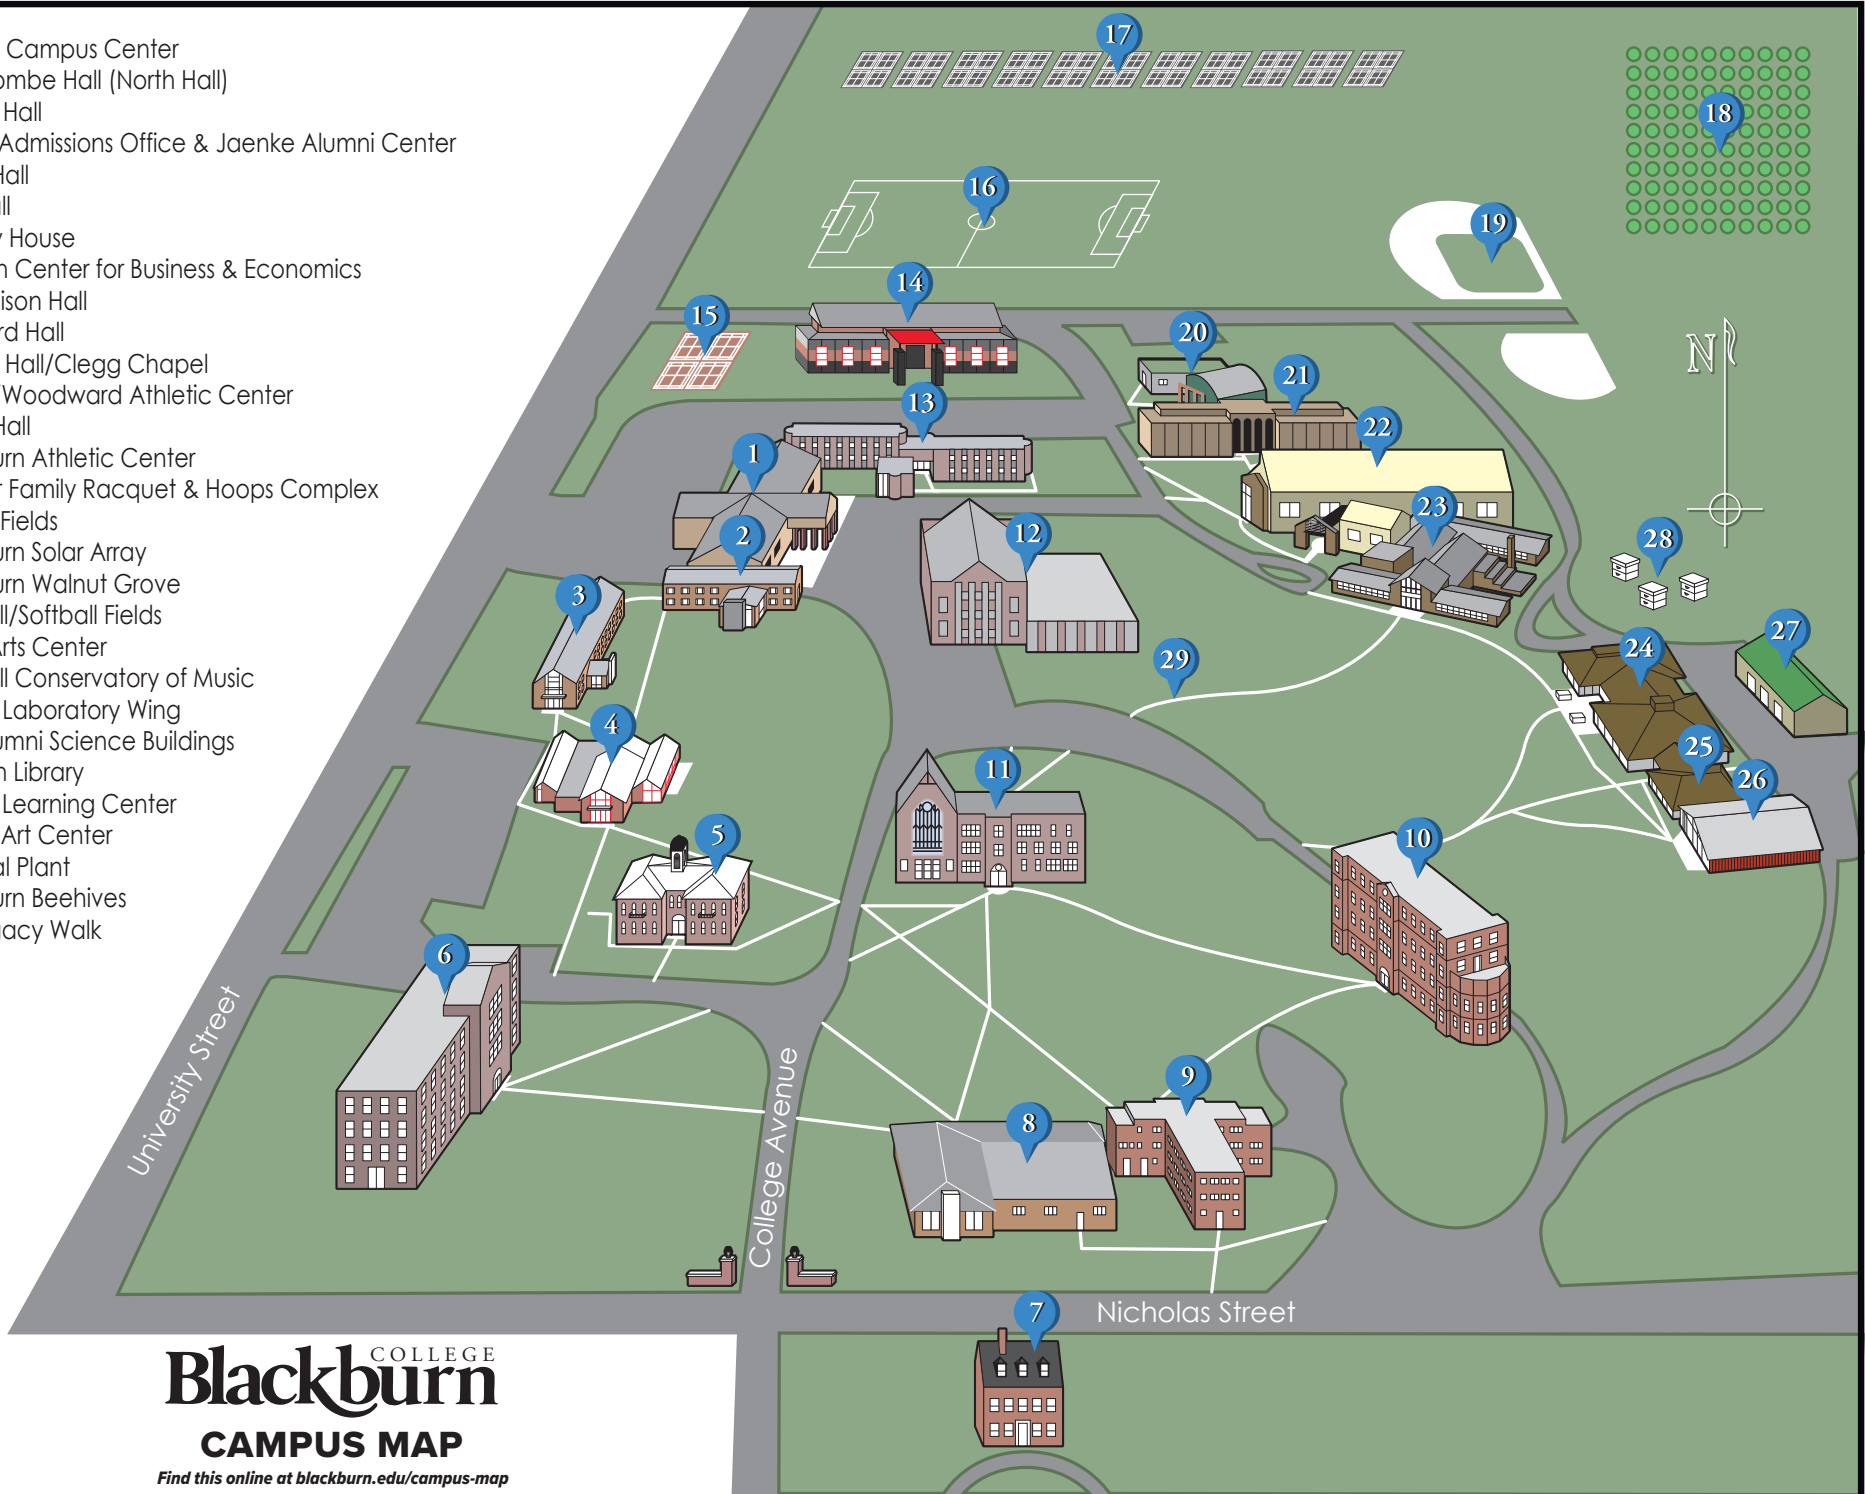 Campus Center
ombe Hall (North Hall)
Hall
Admissions Office & Jaenke Alumni Center
Hall
all
y House
n Center for Business & Economics
ison Hall
rd Hall
Hall/Clegg Chapel
/Woodward Athletic Center
Hall
urn Athletic Center
r Family Racquet & Hoops Complex
Fields
urn Solar Array
urn Walnut Grove
ll/Softball Fields
Arts Center
ll Conservatory of Music
Laboratory Wing
umni Science Buildings
n Library
Learning Center
Art Center
al Plant
urn Beehives
gacy Walk
17
18
16
19
14
15
20
21
13
22
1
23
2
12
28
3
27
24
29
4
25
11
26
5
10
6
9
8
7
N
University Street
College Avenue
Nicholas Street
COLLEGE
Blackburn
CAMPUS MAP
Find this online at blackburn.edu/campus-map